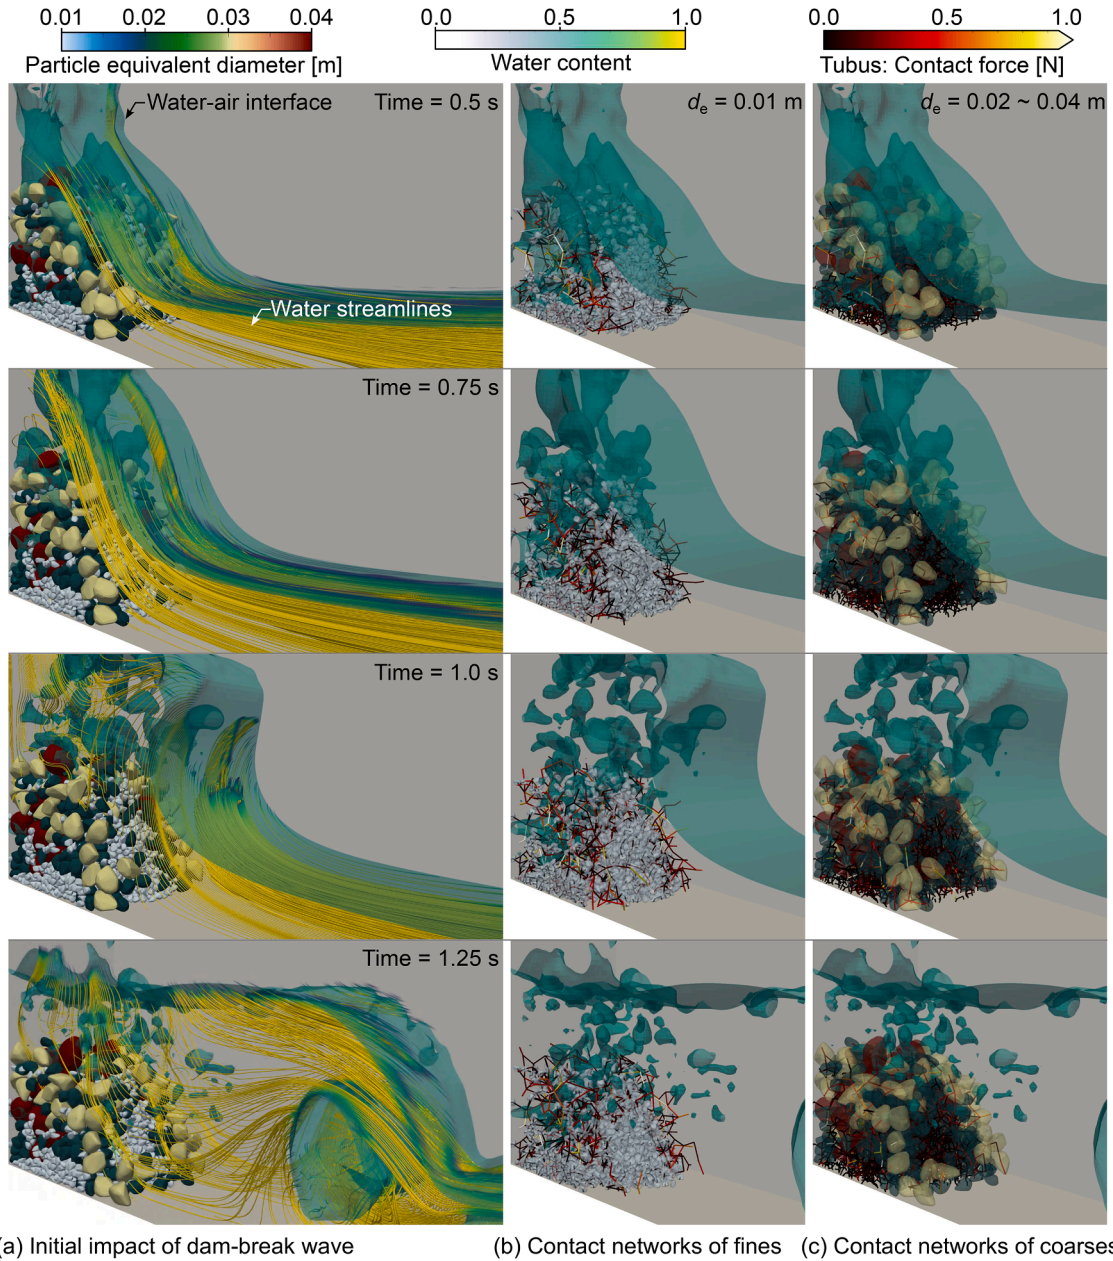 0.01 0.02 0.03 0.04
Particle equivalent diameter [m]
0.0 0.5 1.0
Water content
0.0 0.5 1.0
Tubus: Contact force [N]
Water-air interface
Time = 0.5 s
de = 0.01 m
de = 0.02 ~ 0.04 m
Water streamlines
Time = 0.75 s
Time = 1.0 s
Time = 1.25 s
(a) Initial impact of dam-break wave
(b) Contact networks of fines
(c) Contact networks of coarses